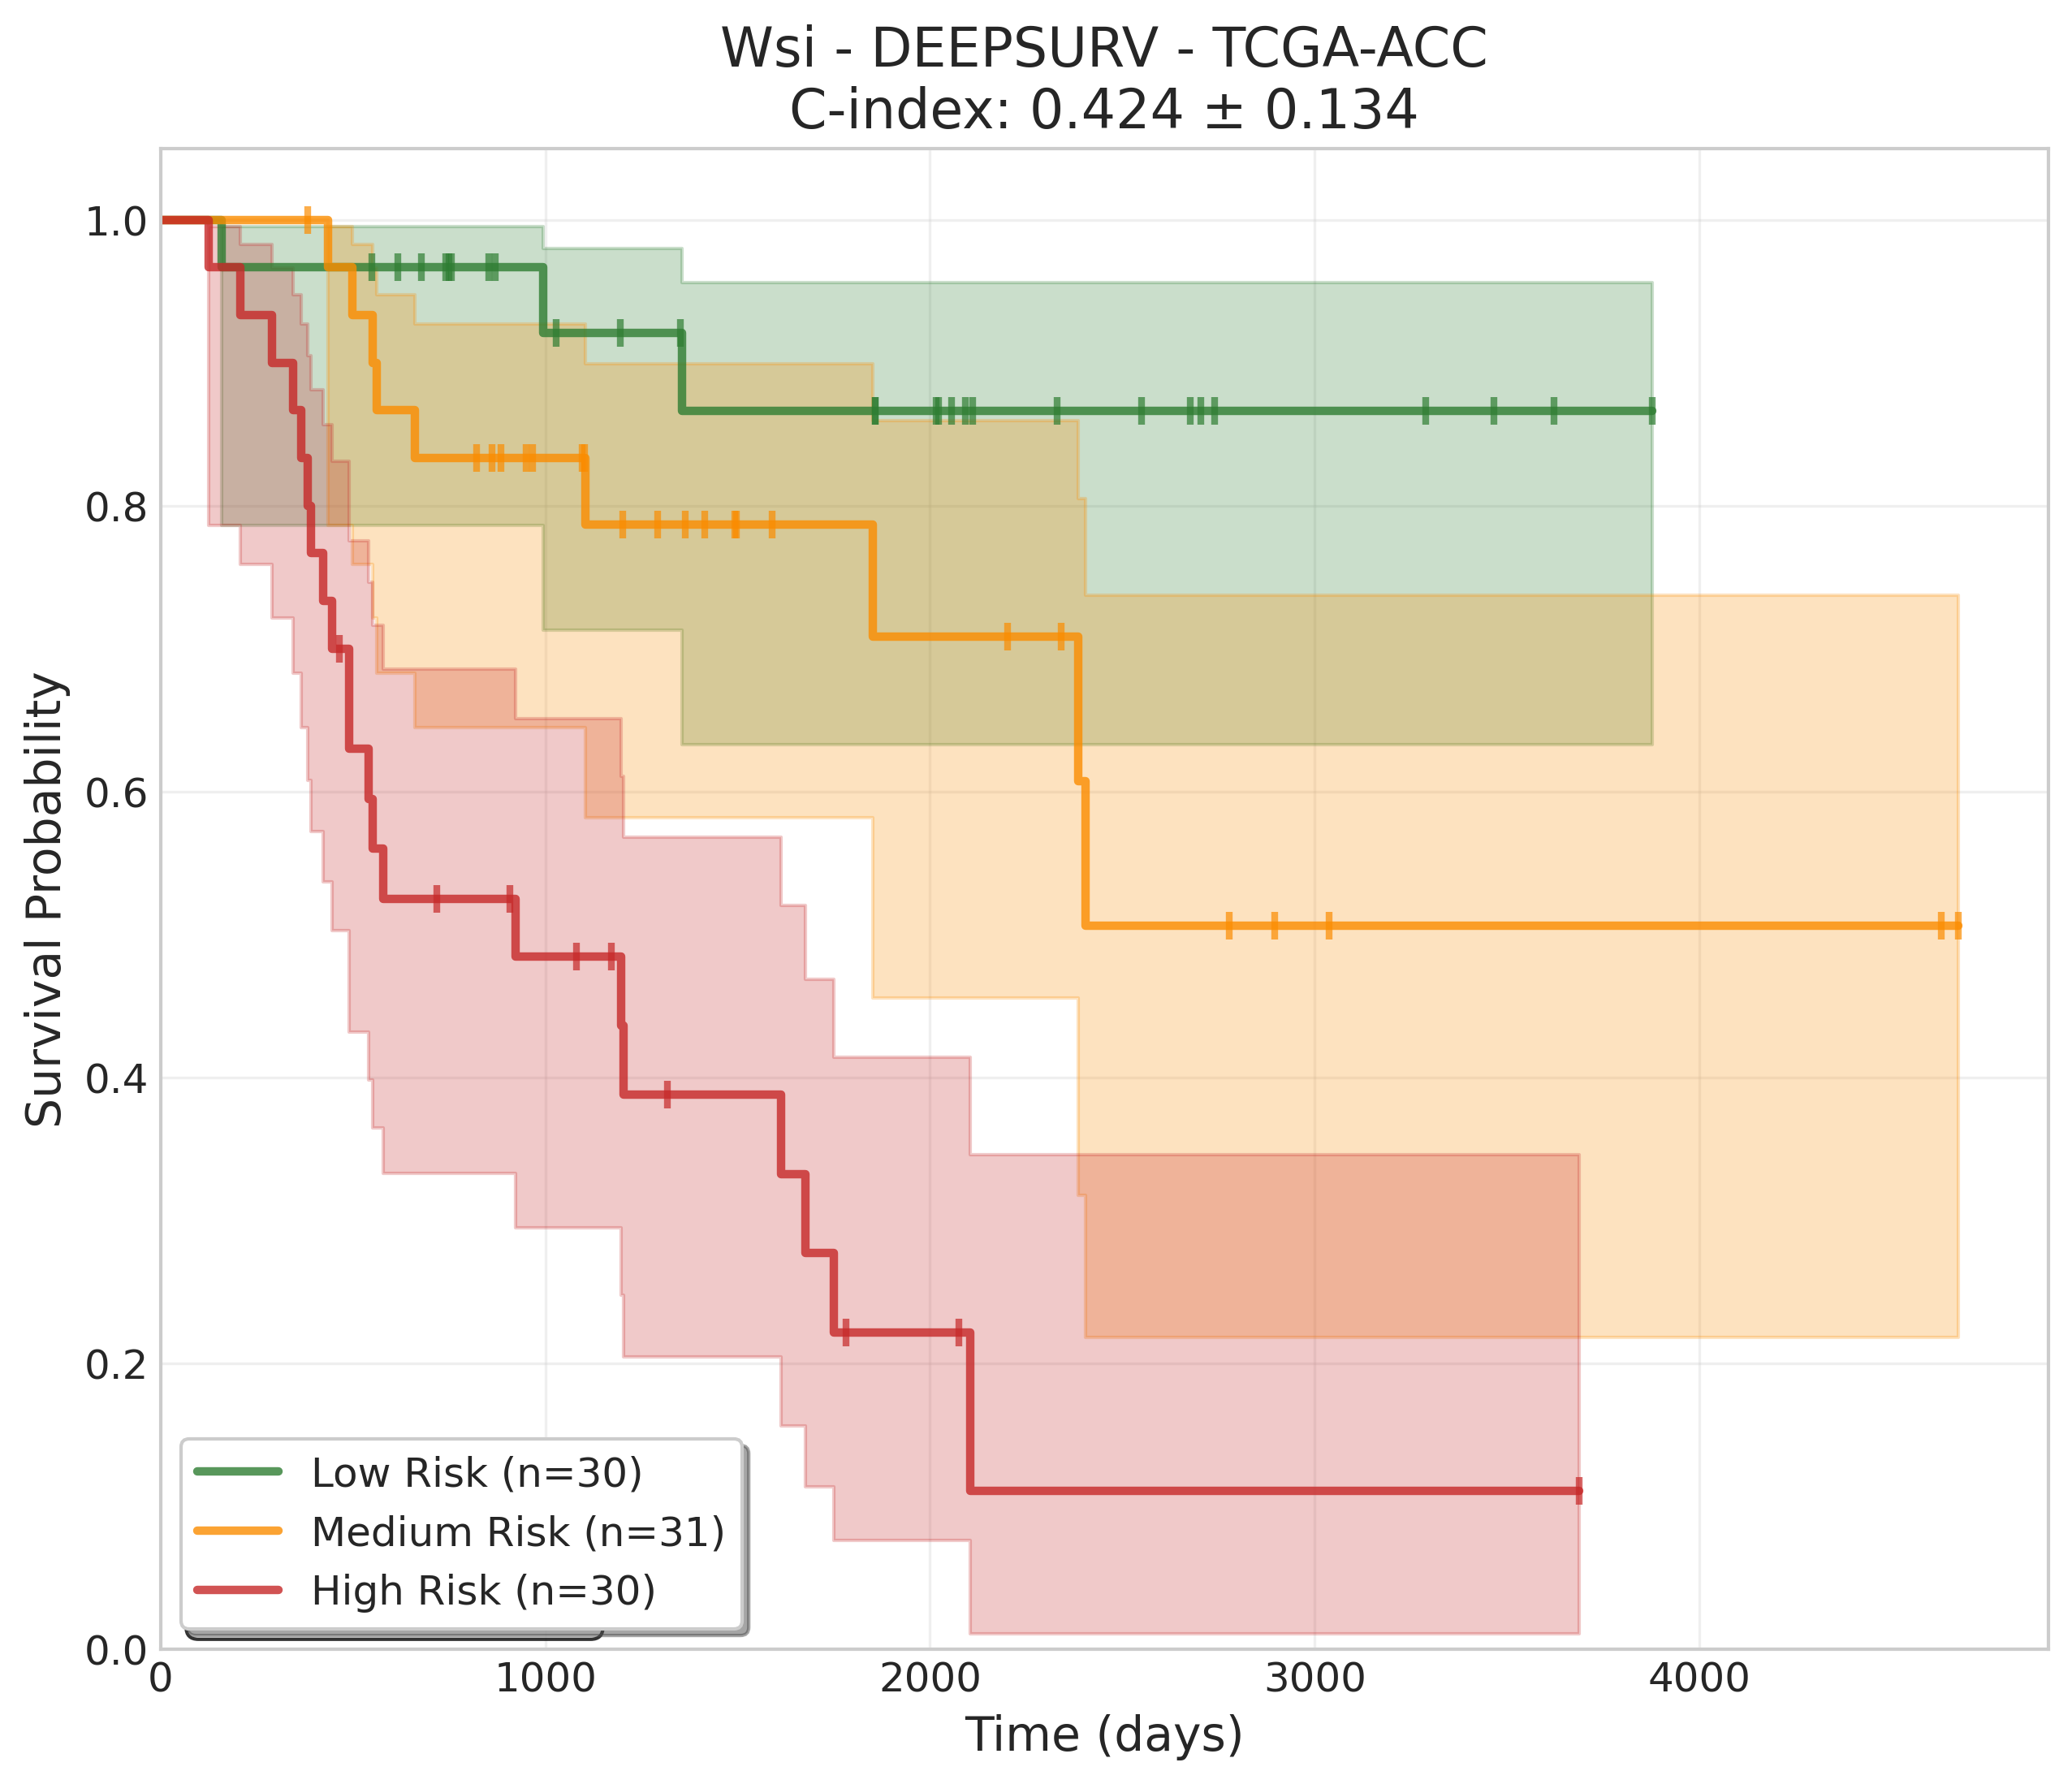 Wsi - DEEPSURV - TCGA-ACC
C-index: 0.424 ± 0.134
Survival Probability
1.0
0.8
0.6
0.4
0.2
0.0
Low Risk (n=30)
Medium Risk (n=31)
High Risk (n=30)
0 1000 2000 3000 4000
Time (days)